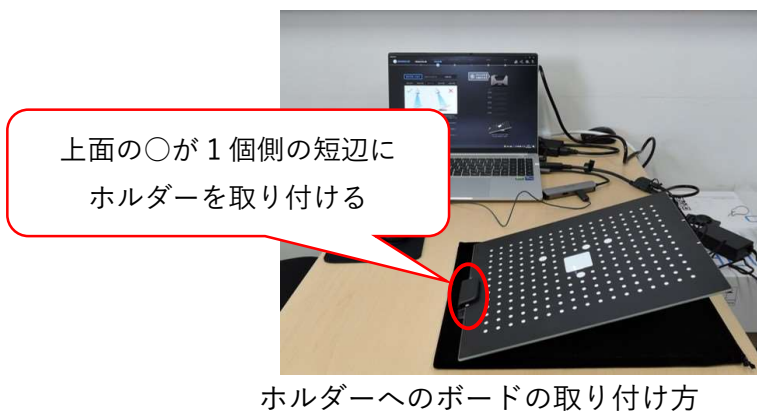 上面の○が1個側の短辺に
ホルダーを取り付ける
ホルダーへのボードの取り付け方